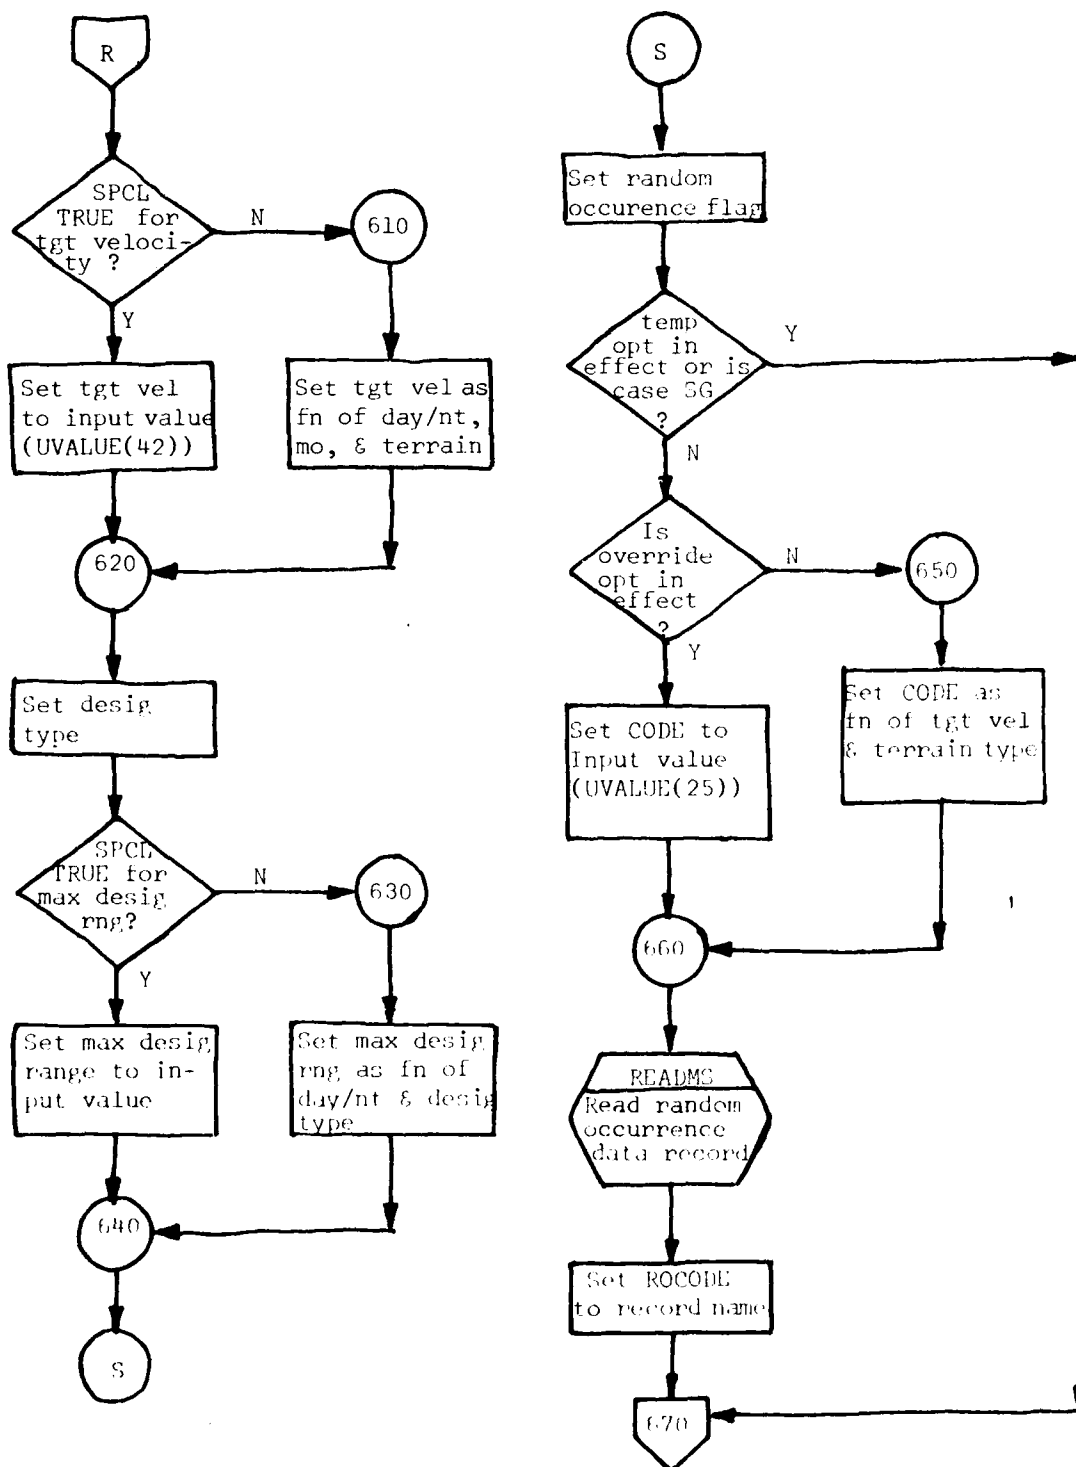 R
SPCL
TRUE for
tgt veloci-
ty ?
N
610
Y
Set tgt vel
to input value
(UVALUE(42))
Set tgt vel as
fn of day/nt,
mo, & terrain
620
Set desig
type
SPCL
TRUE for
max desig
rng?
N
630
Y
Set max desig
range to in-
put value
Set max desig
rng as fn of
day/nt & desig
type
640
S
S
Set random
occurence flag
temp
opt in
effect or is
case SG
?
Y
N
Is
override
opt in
effect
?
N
650
Y
Set CODE to
Input value
(UVALUE(25))
Set CODE as
fn of tgt vel
& terrain type
660
READMS
Read random
occurrence
data record
Set ROCODE
to record name
670